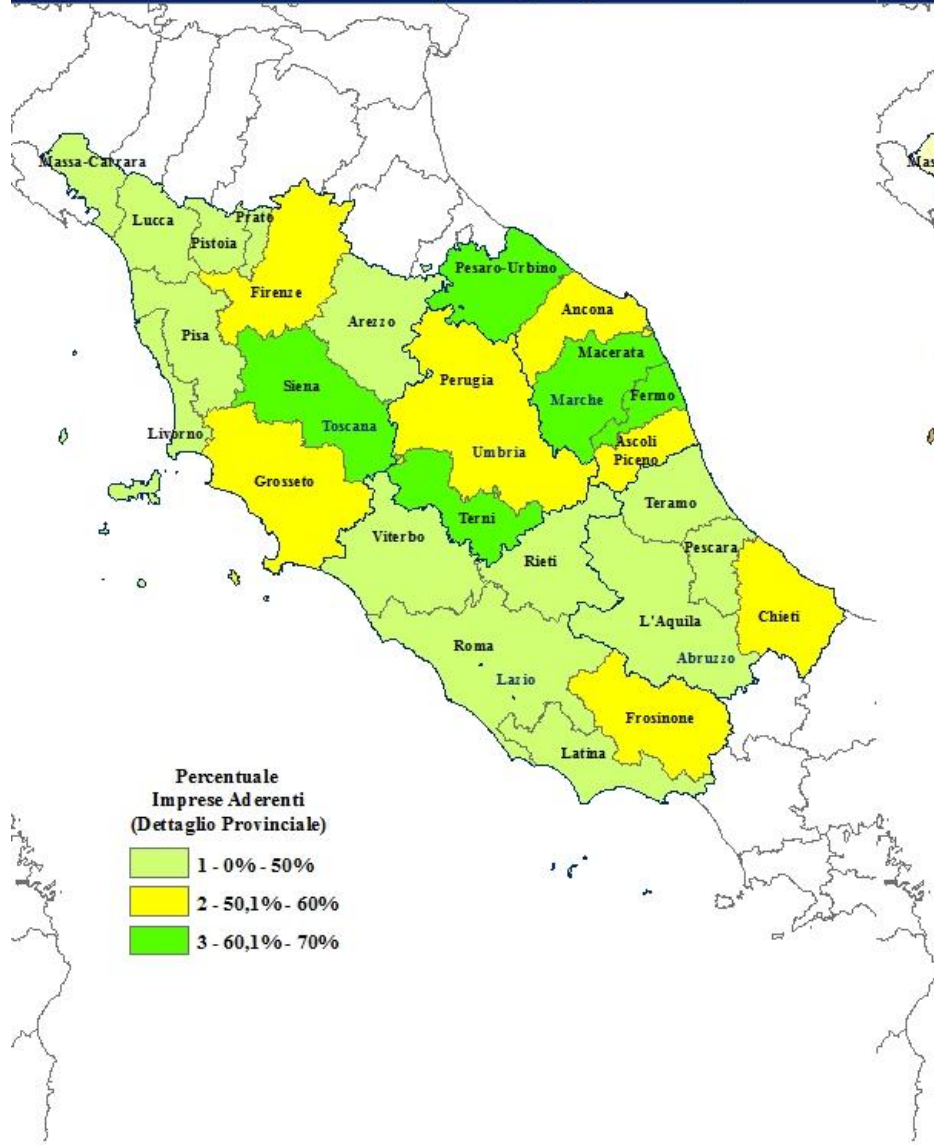 Massa-Carrara
Mas
Lucca
Prato
Pistoia
Pesaro-Urbino
Firenze
Ancona
Arezzo
Pisa
Macerata
Perugia
Siena
Marche
Fermo
Toscana
Livorno
Ascoli
Piceno
Umbria
Grosseto
Teramo
Terni
Viterbo
Pescara
Rieti
Chieti
L'Aquila
Roma
Abruzzo
Lazio
Frosinone
Latina
Percentuale
Imprese Aderenti
(Dettaglio Provinciale)
1 - 0% - 50%
2 - 50,1% - 60%
3 - 60,1% - 70%